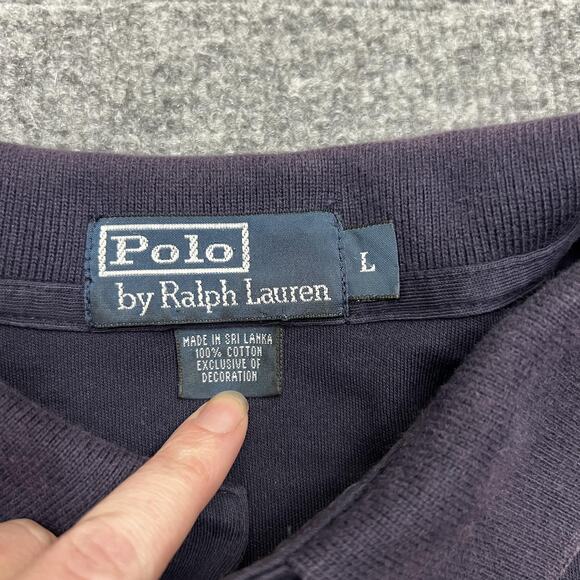 Polo
by Ralph Lauren
L
MADE IN SRI LANKA
100% COTTON
EXCLUSIVE OF
DECORATION